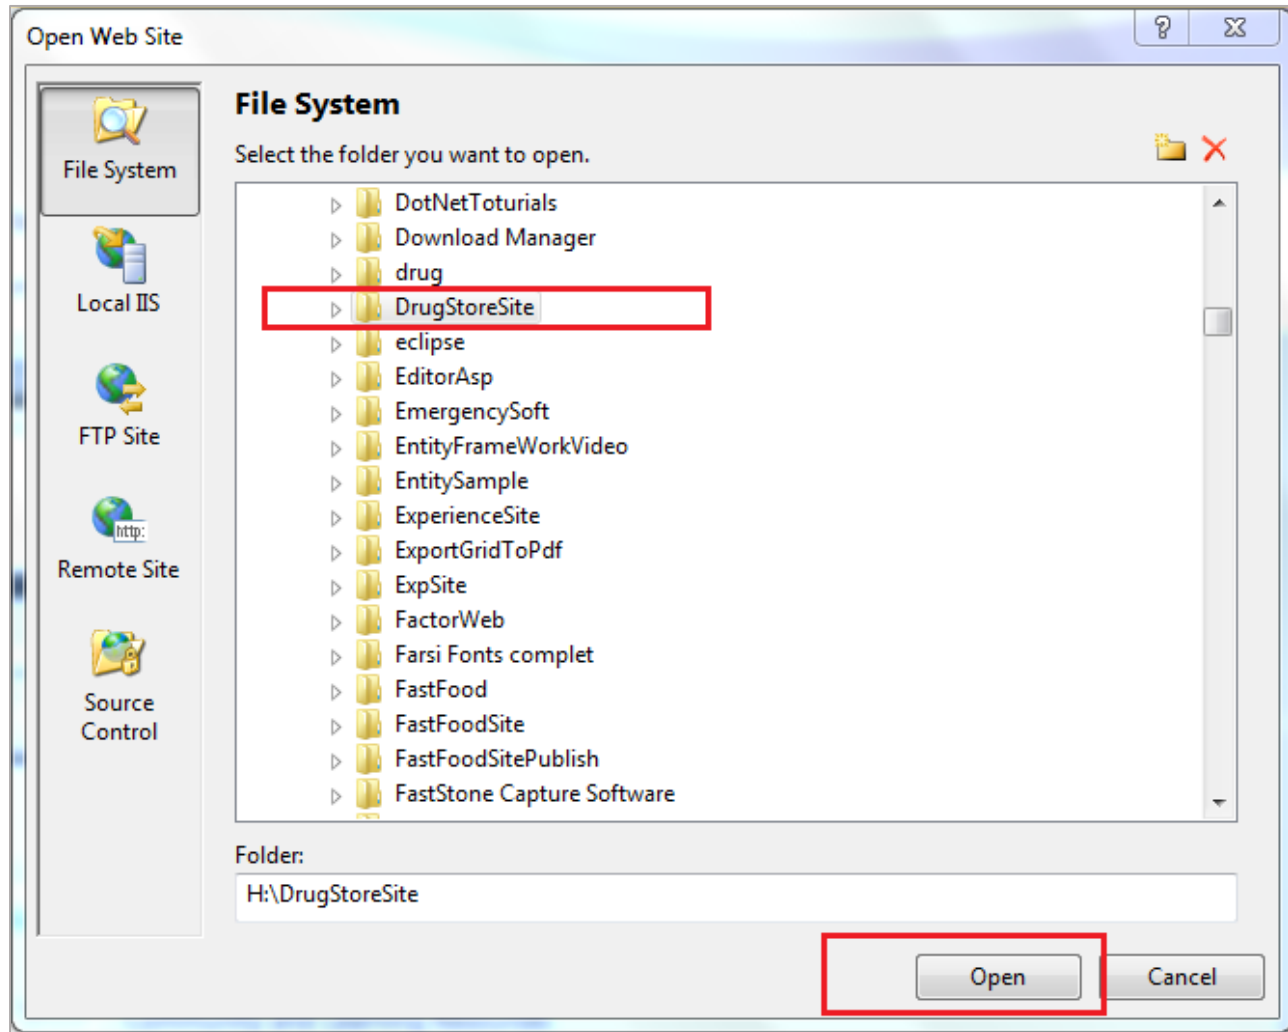 Open Web Site
File System
Local IIS
FTP Site
http:
Remote Site
Source
Control
File System
Select the folder you want to open.
DotNetToturials
Download Manager
drug
DrugStoreSite
eclipse
EditorAsp
EmergencySoft
EntityFrameWorkVideo
EntitySample
ExperienceSite
ExportGridToPdf
ExpSite
FactorWeb
Farsi Fonts complet
FastFood
FastFoodSite
FastFoodSitePublish
FastStone Capture Software
Folder:
H:\DrugStoreSite
Open
Cancel